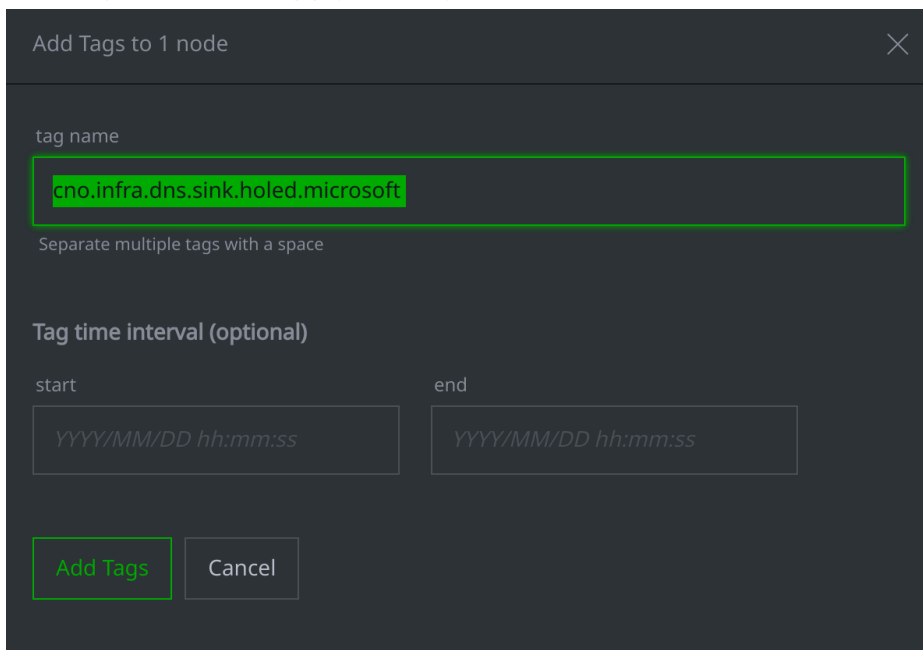 Add Tags to 1 node
tag name
cno.infra.dns.sink.holed.microsoft
Separate multiple tags with a space
Tag time interval (optional)
start end
YYYY/MM/DD hh:mm:ss YYYY/MM/DD hh:mm:ss
Add Tags Cancel